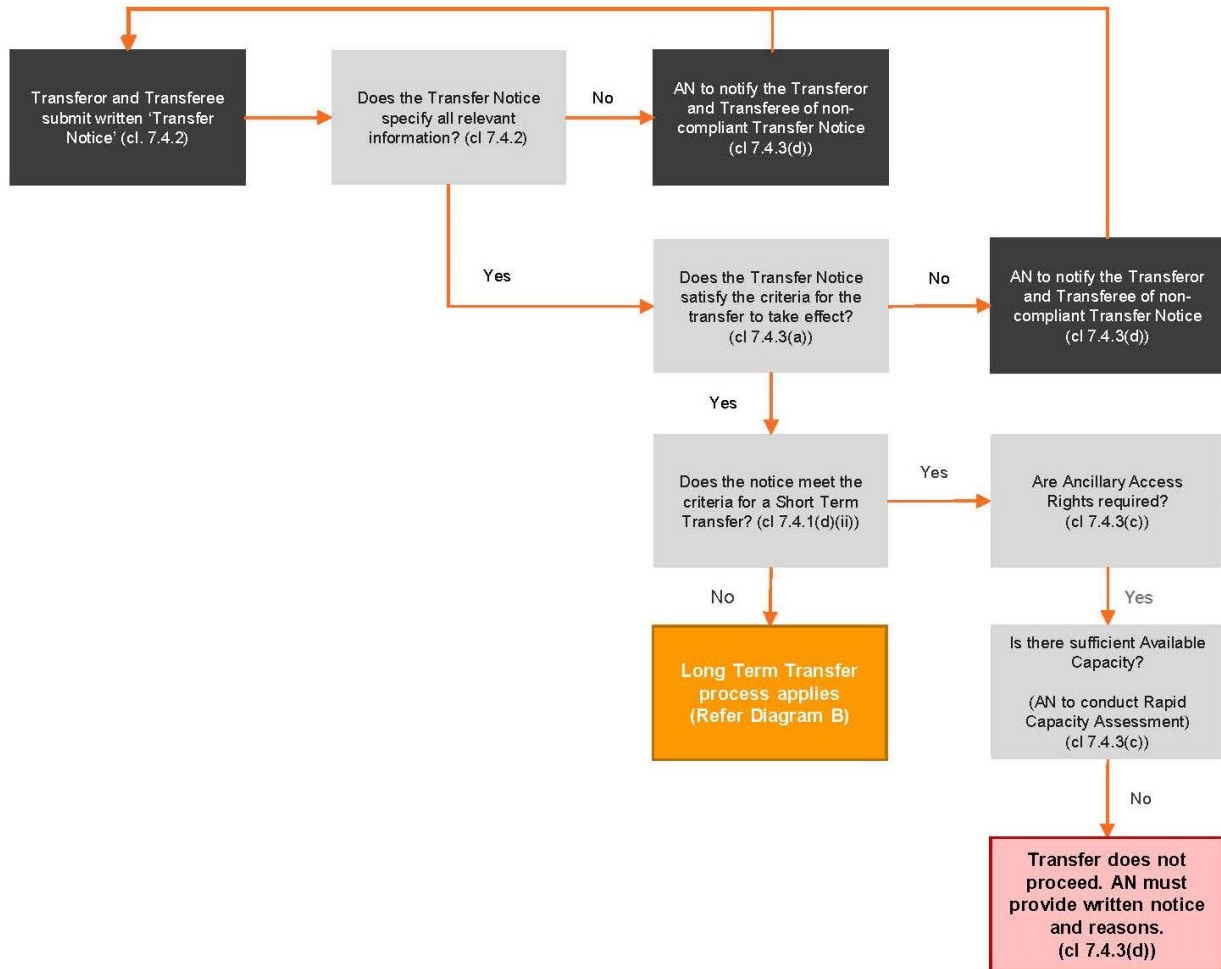 Transferor and Transferee
submit written ‘Transfer
Notice’ (cl. 7.4.2)
Does the Transfer Notice
specify all relevant
information? (cl 7.4.2)
No
AN to notify the Transferor
and Transferee of non-
compliant Transfer Notice
(cl 7.4.3(d))
Yes
Does the Transfer Notice
satisfy the criteria for the
transfer to take effect?
(cl 7.4.3(a))
No
AN to notify the Transferor
and Transferee of non-
compliant Transfer Notice
(cl 7.4.3(d))
Yes
Does the notice meet the
criteria for a Short Term
Transfer? (cl 7.4.1(d)(ii))
Yes
Are Ancillary Access
Rights required?
(cl 7.4.3(c))
No
Yes
Long Term Transfer
process applies
(Refer Diagram B)
Is there sufficient Available
Capacity?
(AN to conduct Rapid
Capacity Assessment)
(cl 7.4.3(c))
No
Transfer does not
proceed. AN must
provide written notice
and reasons.
(cl 7.4.3(d))